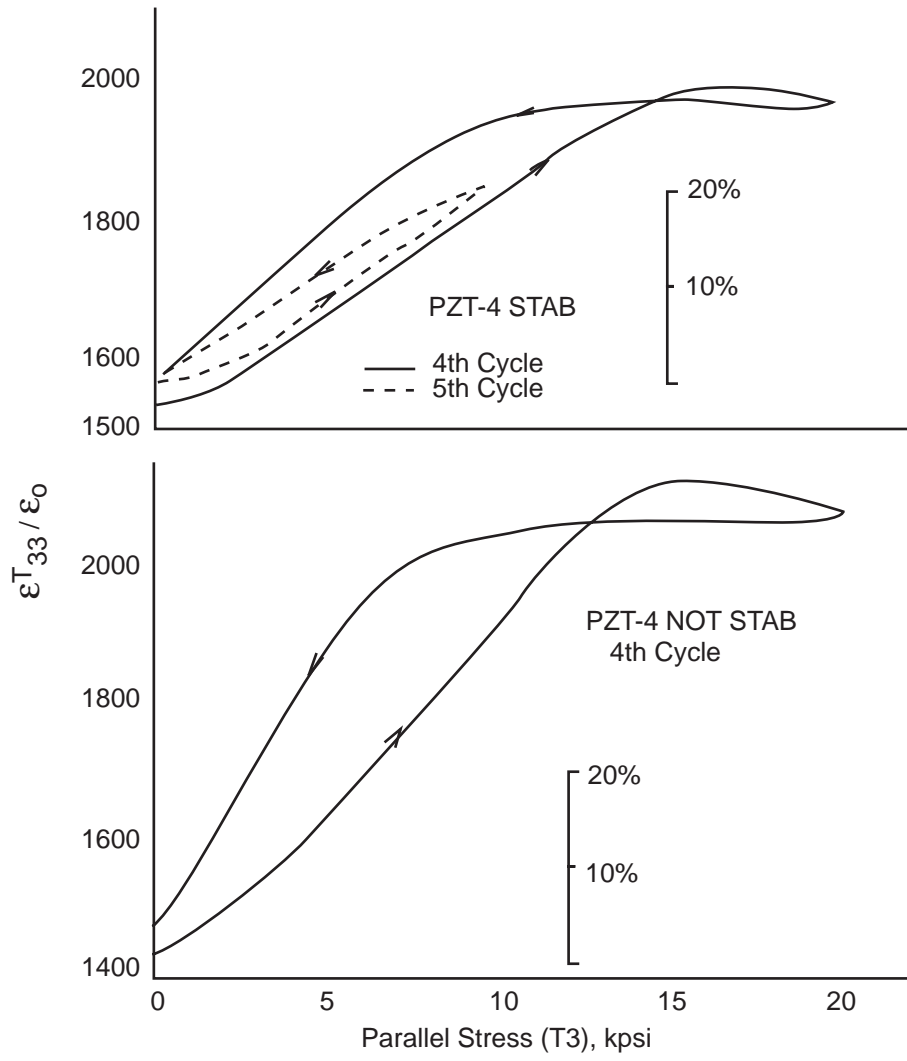 2000
1800
1600
1500
20%
10%
PZT-4 STAB
4th Cycle
5th Cycle
εT33 / εo
2000
1800
1600
1400
PZT-4 NOT STAB
4th Cycle
20%
10%
0 5 10 15 20
Parallel Stress (T3), kpsi